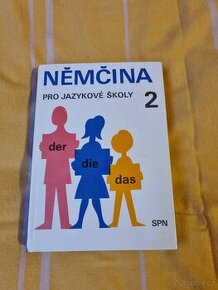 NĚMČINA
PRO JAZYKOVÉ ŠKOLY 2
der
die
das
SPN